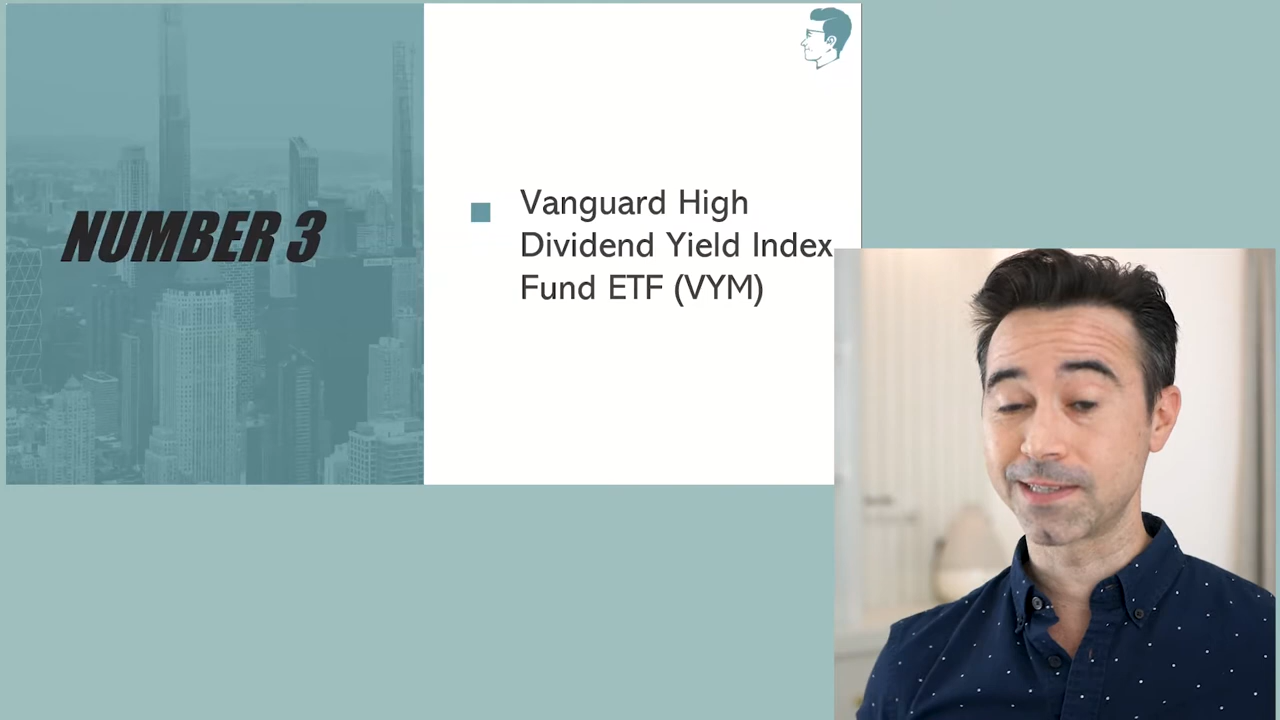 NUMBER 3
Vanguard High
Dividend Yield Index
Fund ETF (VYM)